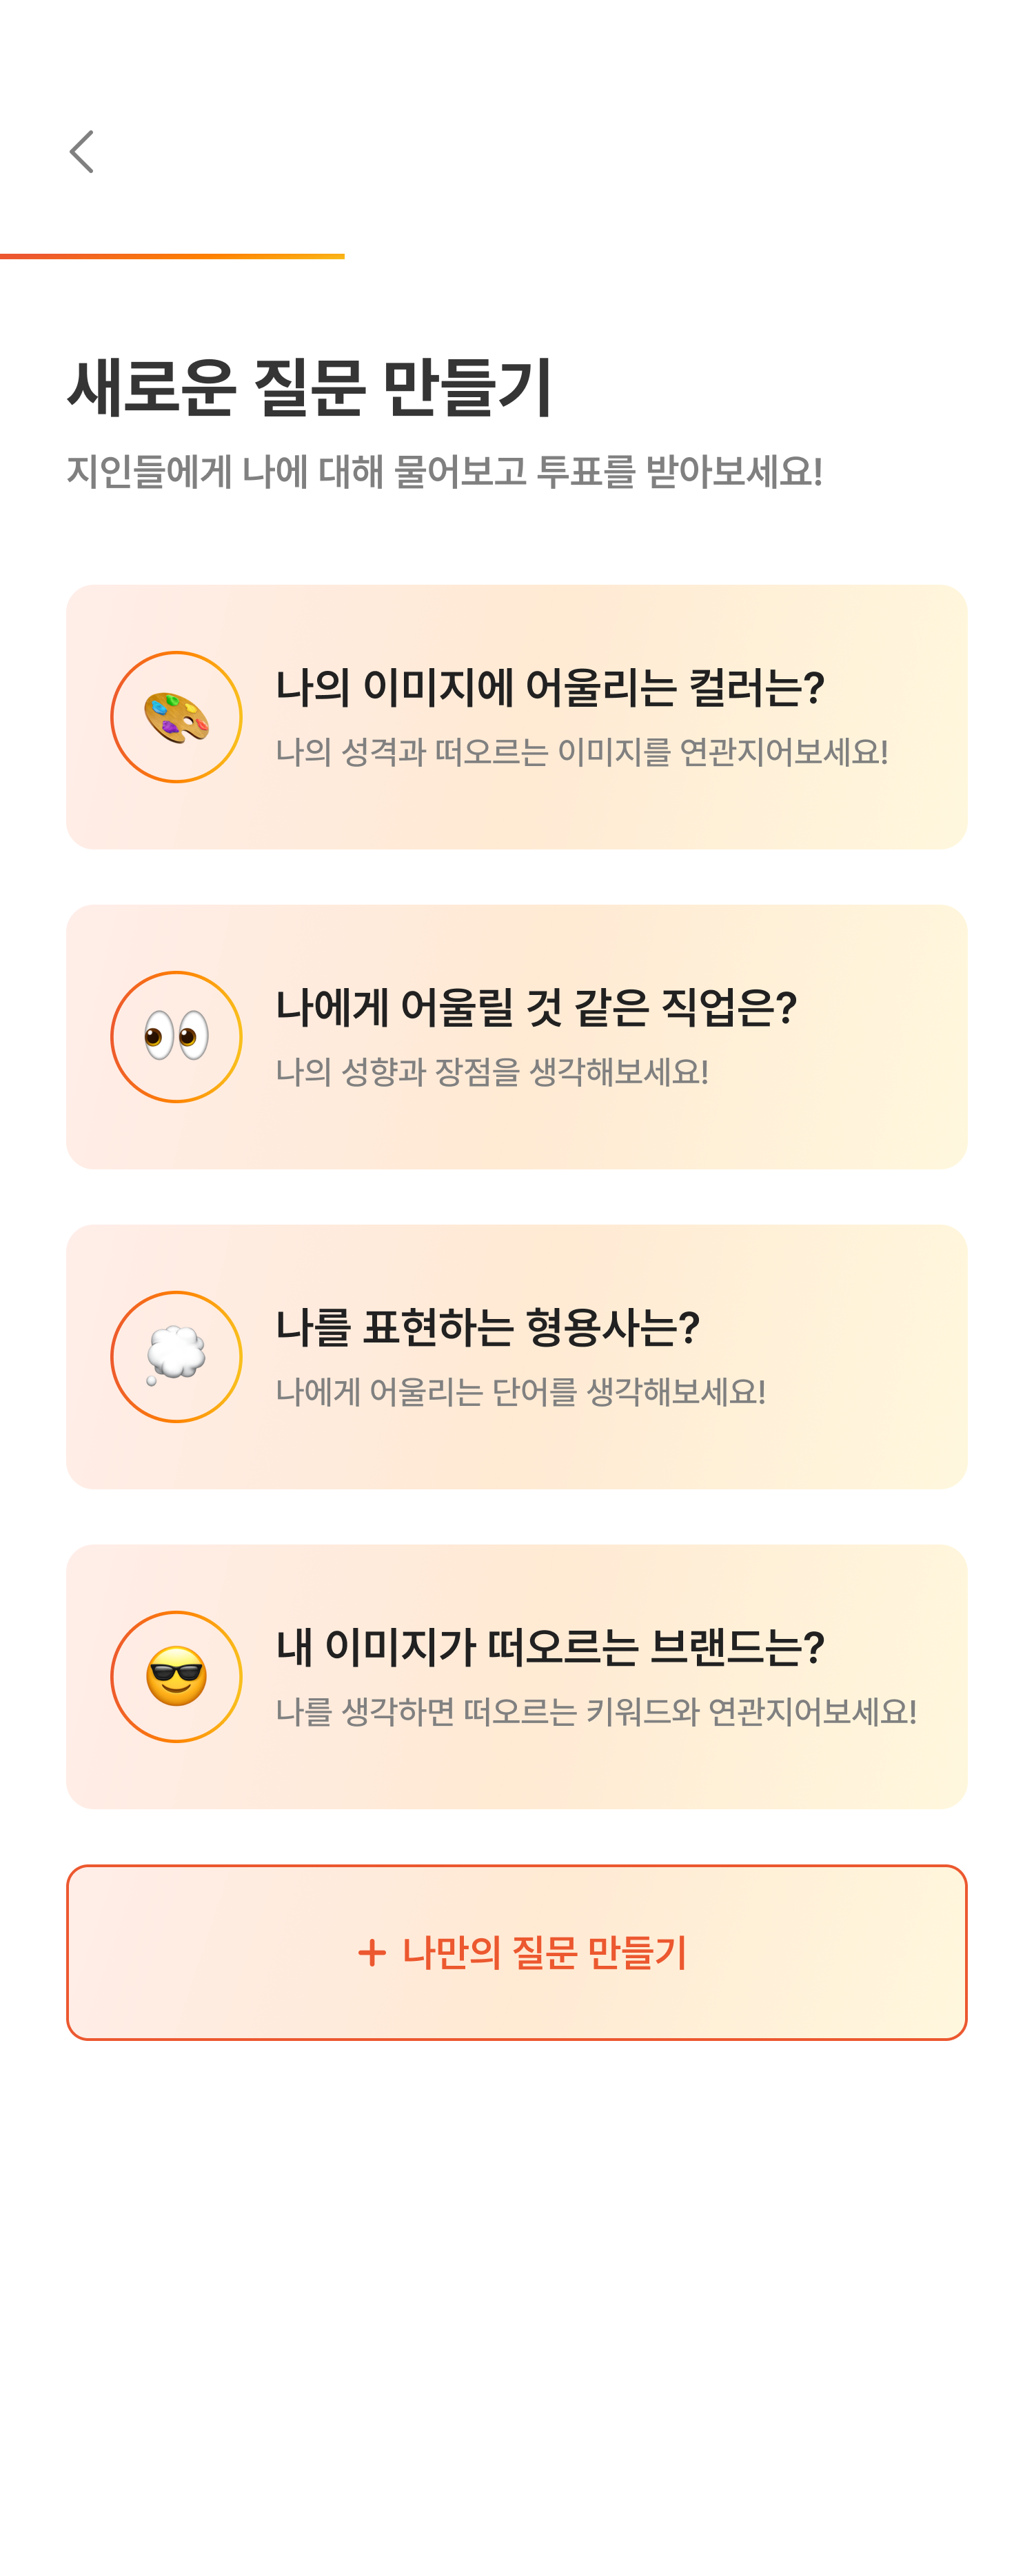 새로운 질문 만들기
지인들에게 나에 대해 물어보고 투표를 받아보세요!
나의 이미지에 어울리는 컬러는?
나의 성격과 떠오르는 이미지를 연관지어보세요!
나에게 어울릴 것 같은 직업은?
나의 성향과 장점을 생각해보세요!
나를 표현하는 형용사는?
나에게 어울리는 단어를 생각해보세요!
내 이미지가 떠오르는 브랜드는?
나를 생각하면 떠오르는 키워드와 연관지어보세요!
+ 나만의 질문 만들기